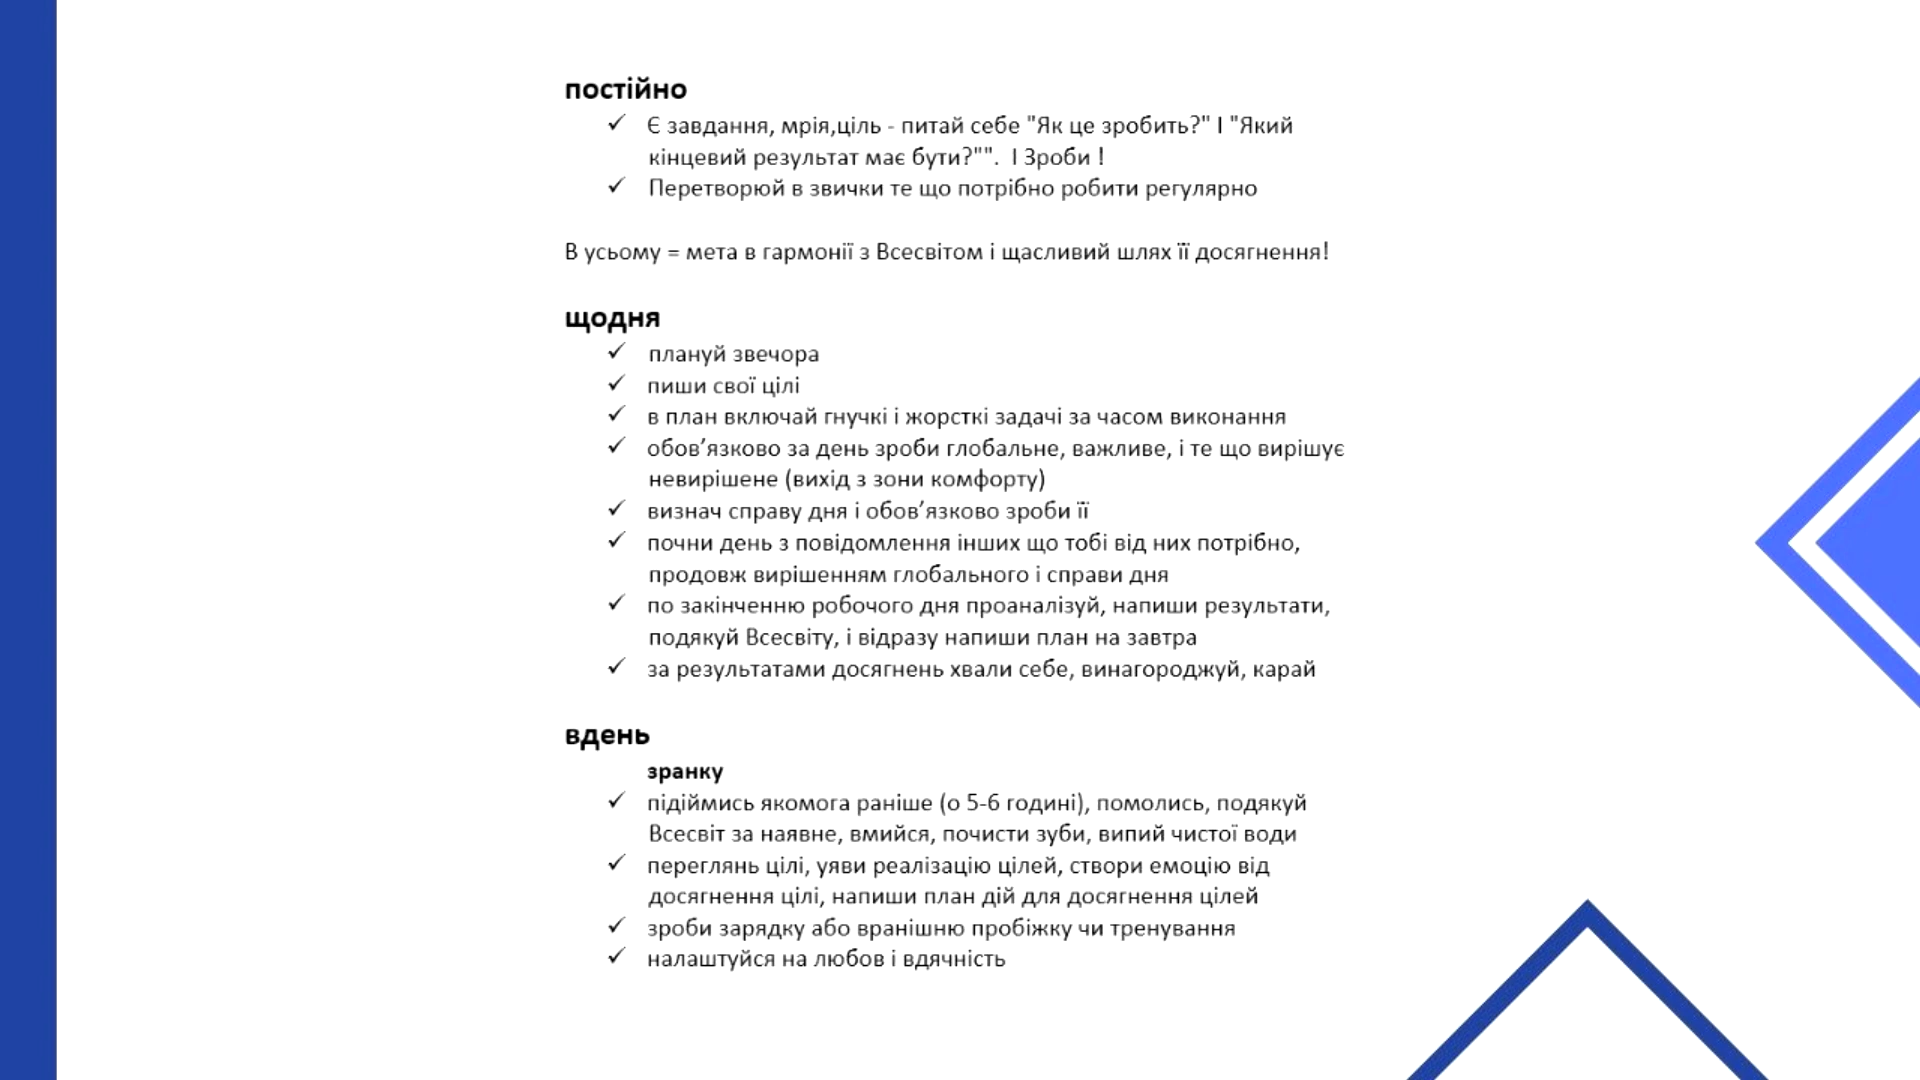 постійно
✓ Є завдання, мрія,ціль - питай себе "Як це зробить?" І "Який
кінцевий результат має бути?"". І Зроби !
✓ Перетворюй в звички те що потрібно робити регулярно
В усьому = мета в гармонії з Всесвітом і щасливий шлях її досягнення!
щодня
✓ плануй звечора
✓ пиши свої цілі
✓ в план включай гнучкі і жорсткі задачі за часом виконання
✓ обов’язково за день зроби глобальне, важливе, і те що вирішує
невирішене (вихід з зони комфорту)
✓ визнач справу дня і обов’язково зроби її
✓ почни день з повідомлення інших що тобі від них потрібно,
продовж вирішенням глобального і справи дня
✓ по закінченню робочого дня проаналізуй, напиши результати,
подякуй Всесвіту, і відразу напиши план на завтра
✓ за результатами досягнень хвали себе, винагороджуй, карай
вдень
зранку
✓ підіймись якомога раніше (о 5-6 годині), помолись, подякуй
Всесвіт за наявне, вмийся, почисти зуби, випий чистої води
✓ переглянь цілі, уяви реалізацію цілей, створи емоцію від
досягнення цілі, напиши план дій для досягнення цілей
✓ зроби зарядку або вранішню пробіжку чи тренування
✓ налаштуйся на любов і вдячність